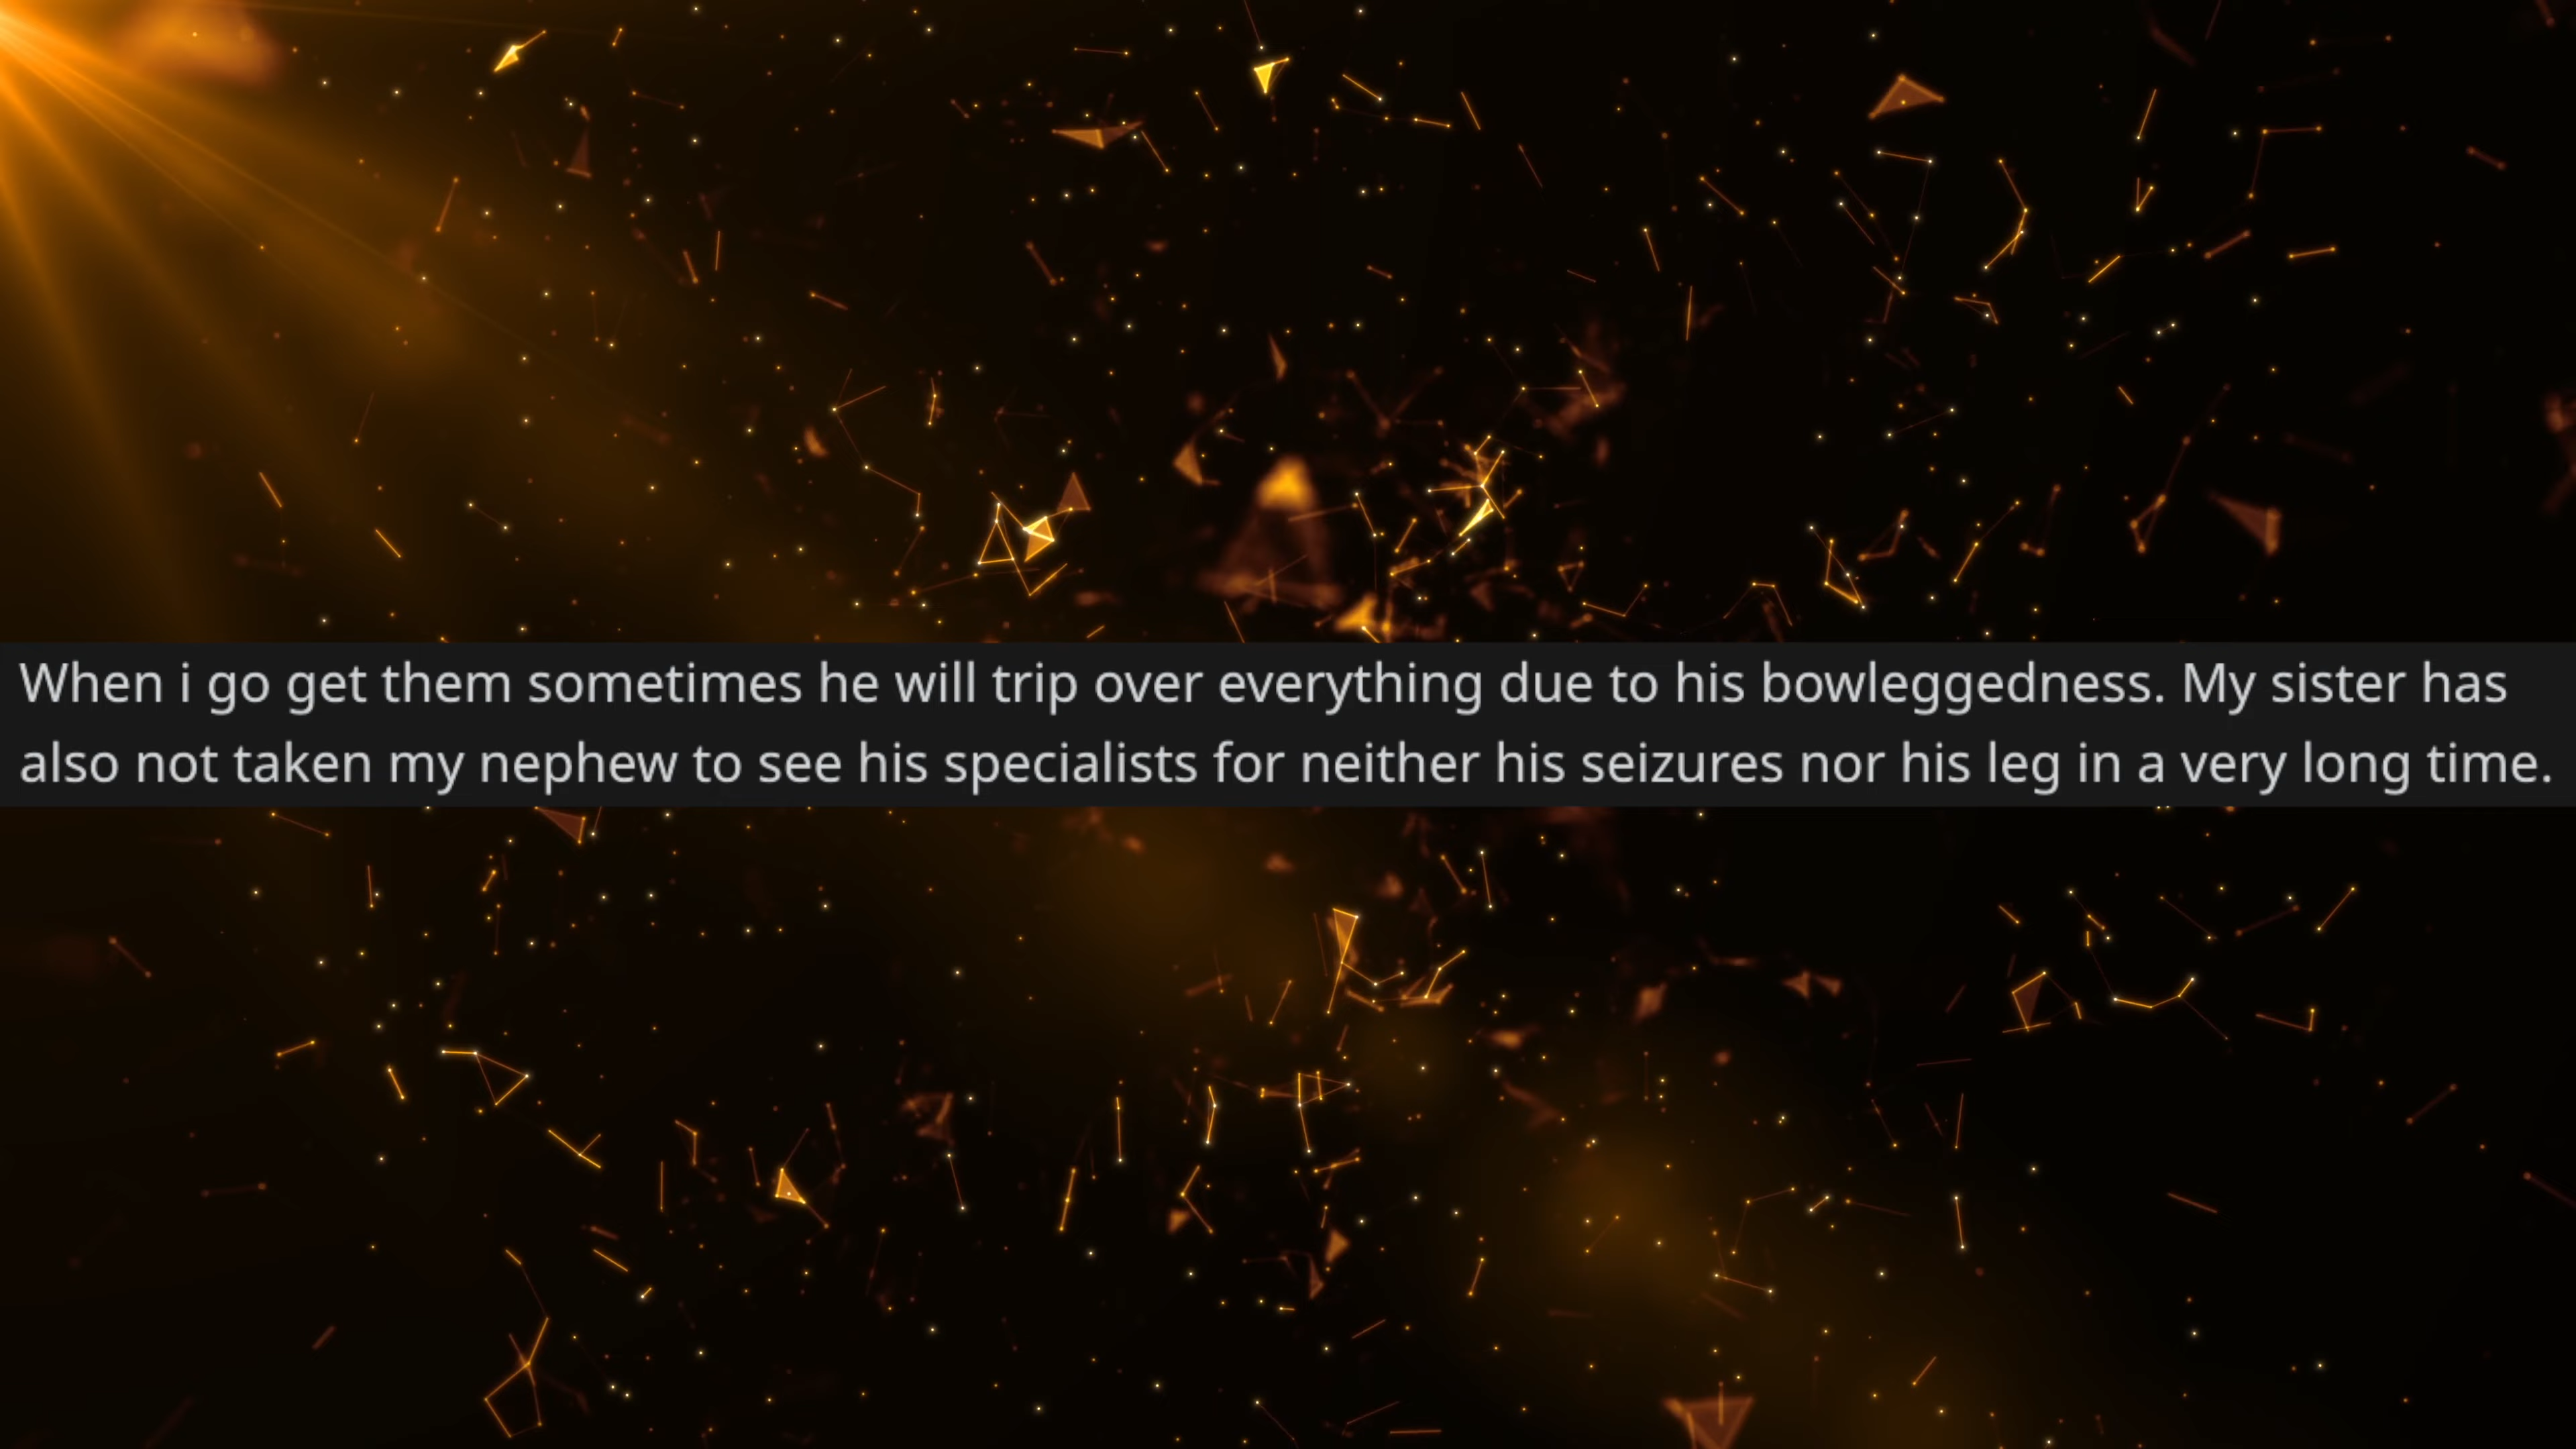 When i go get them sometimes he will trip over everything due to his bowleggedness. My sister has
also not taken my nephew to see his specialists for neither his seizures nor his leg in a very long time.